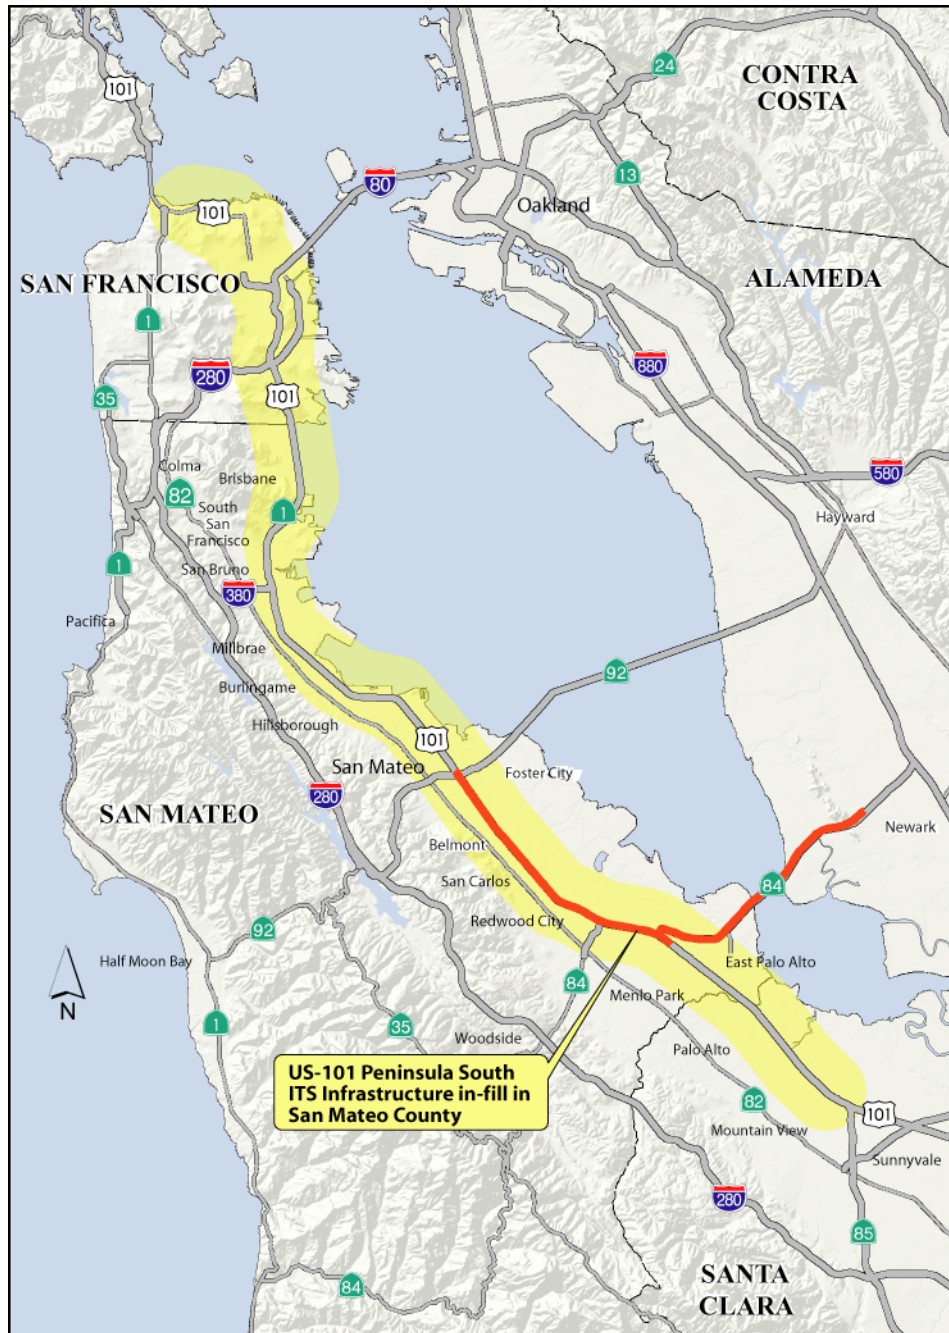 101
24
CONTRA
COSTA
13
80
Oakland
101
SAN FRANCISCO
ALAMEDA
1
880
280
35
101
Colma
580
Brisbane
82
South
San
Francisco
1
Hayward
1
San Bruno
380
Pacifica
Millbrae
92
Burlingame
Hillsborough
101
San Mateo
Foster City
280
SAN MATEO
Newark
Belmont
San Carlos
84
Redwood City
92
Half Moon Bay
East Palo Alto
84
Menlo Park
N
1
35
Woodside
Palo Alto
US-101 Peninsula South
ITS Infrastructure in-fill in
San Mateo County
82
101
Mountain View
Sunnyvale
280
85
84
SANTA
CLARA